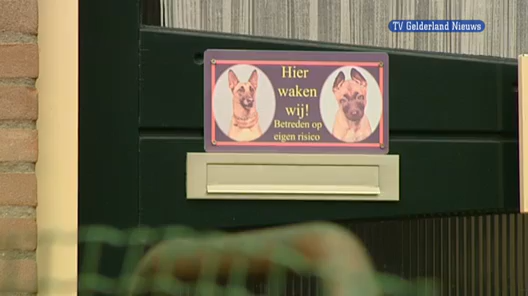 TV Gelderland Nieuws
Hier
waken
wij!
Betreden op
eigen risico